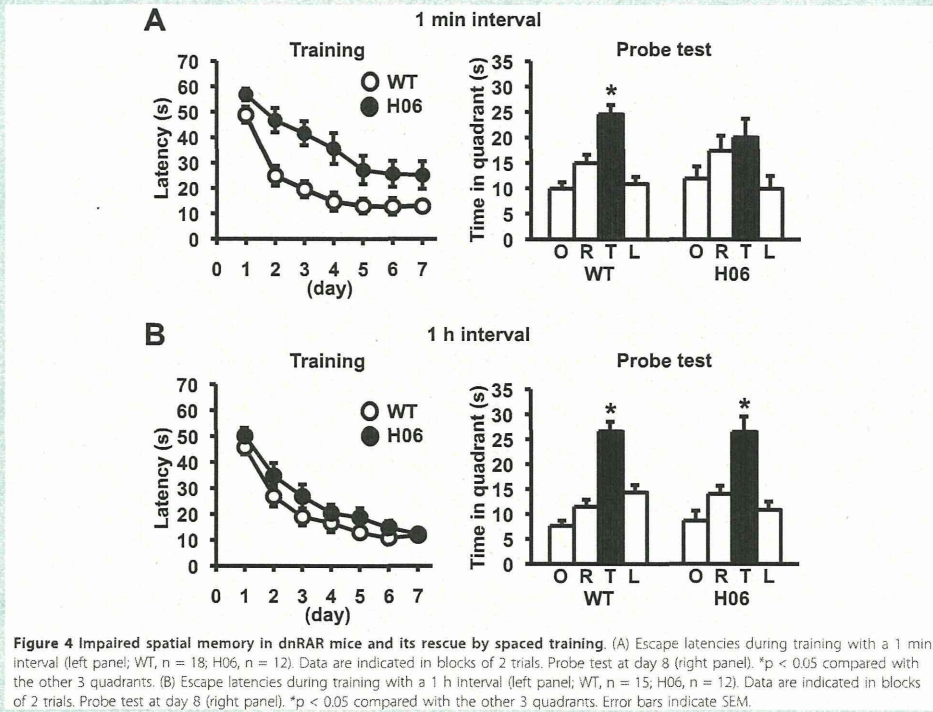 A
1 min interval
Training
Probe test
Latency (s)
70
60
50
40
30
20
10
0
WT
H06
0 1 2 3 4 5 6 7
(day)
Time in quadrant (s)
35
30
25
20
15
10
5
0
*
O R T L O R T L
WT H06
B
1 h interval
Training
Probe test
Latency (s)
70
60
50
40
30
20
10
0
WT
H06
0 1 2 3 4 5 6 7
(day)
Time in quadrant (s)
35
30
25
20
15
10
5
0
* *
O R T L O R T L
WT H06
Figure 4 Impaired spatial memory in dnRAR mice and its rescue by spaced training. (A) Escape latencies during training with a 1 min
interval (left panel; WT, n = 18; H06, n = 12). Data are indicated in blocks of 2 trials. Probe test at day 8 (right panel). *p < 0.05 compared with
the other 3 quadrants. (B) Escape latencies during training with a 1 h interval (left panel; WT, n = 15; H06, n = 12). Data are indicated in blocks
of 2 trials. Probe test at day 8 (right panel). *p < 0.05 compared with the other 3 quadrants. Error bars indicate SEM.